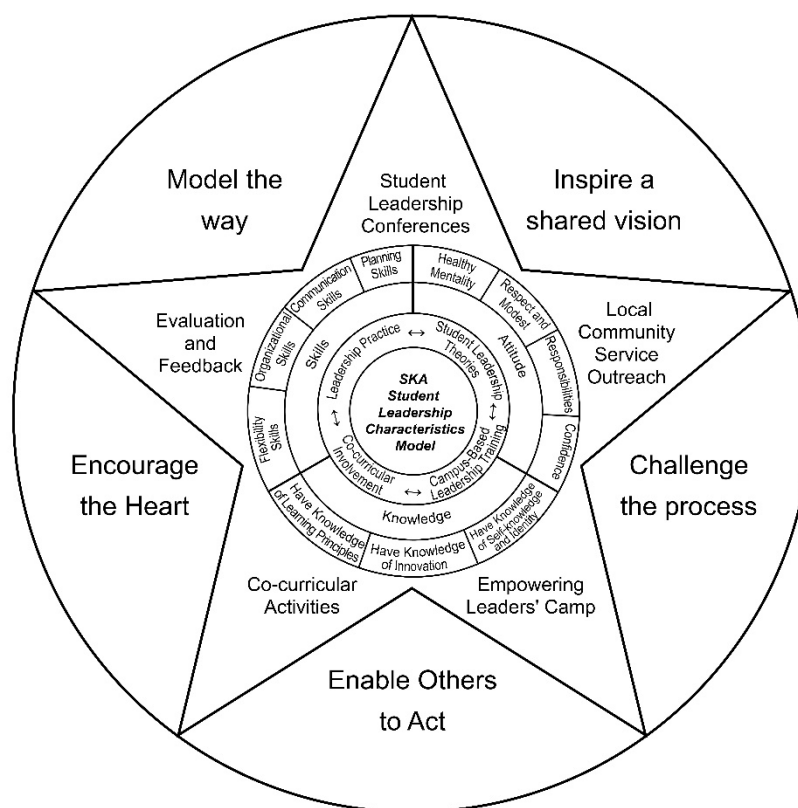 Model the
way
Inspire a
shared vision
Student
Leadership
Conferences
Evaluation
and
Feedback
Local
Community
Service
Outreach
Encourage
the Heart
Challenge
the process
Co-curricular
Activities
Empowering
Leaders' Camp
Enable Others
to Act
Flexibility
Skills
Organizational
Skills
Communication
Skills
Planning
Skills
Healthy
Mentality
Respect and
Modest
Responsibilities
Confidence
Have Knowledge
of Self-knowledge
and Identity
Have Knowledge
of Innovation
Have Knowledge
of Learning Principles
Skills
Attitude
Knowledge
Leadership Practice
Student Leadership
Theories
Campus-Based
Leadership Training
Co-curricular
Involvement
SKA
Student
Leadership
Characteristics
Model